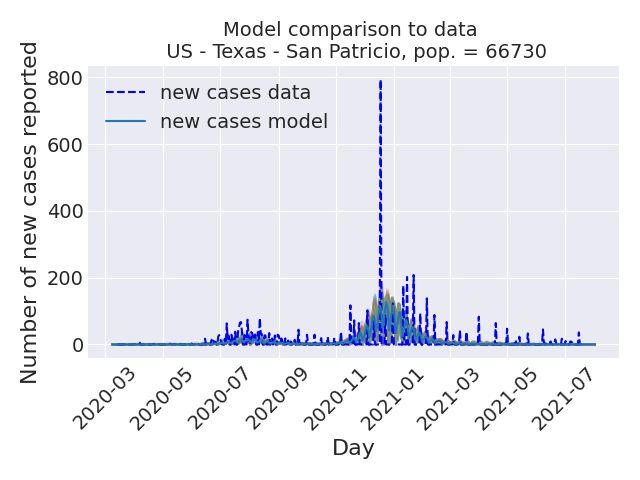 Model comparison to data
US - Texas - San Patricio, pop. = 66730
Number of new cases reported
800
600
400
200
0
new cases data
new cases model
2020-03
2020-05
2020-07
2020-09
2020-11
2021-01
2021-03
2021-05
2021-07
Day